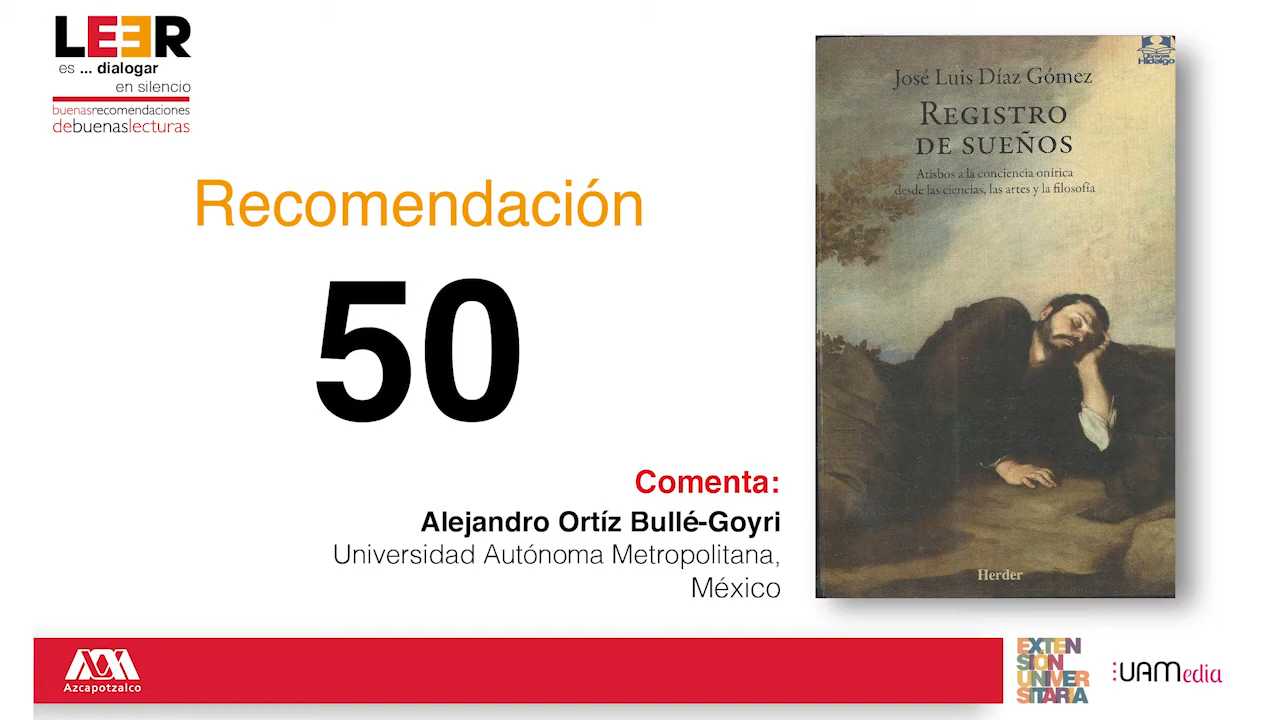 LEER
es ... dialogar
en silencio
buenasrecomendaciones
debuenaslecturas
Recomendación
50
Comenta:
Alejandro Ortíz Bullé-Goyri
Universidad Autónoma Metropolitana,
México
Librerías
Hidalgo
José Luis Díaz Gómez
REGISTRO
DE SUEÑOS
Atisbos a la conciencia onírica
desde las ciencias, las artes y la filosofía
Herder
Azcapotzalco
EXTEN
SIÓN
UNIVER
SITARIA
UAMedia